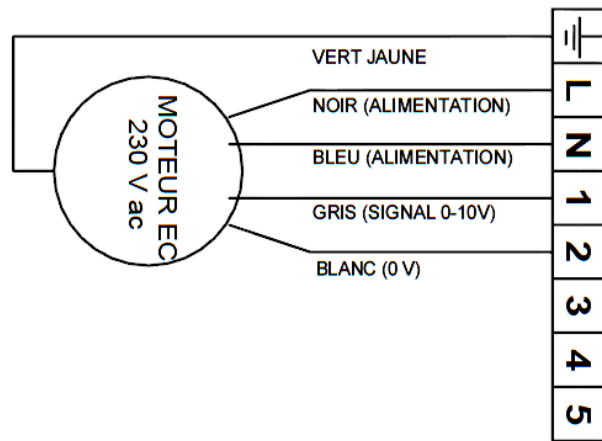 VERT JAUNE
L
NOIR (ALIMENTATION)
N
BLEU (ALIMENTATION)
1
GRIS (SIGNAL 0-10V)
2
BLANC (0 V)
3
4
5
MOTEUR EC
230 V ac